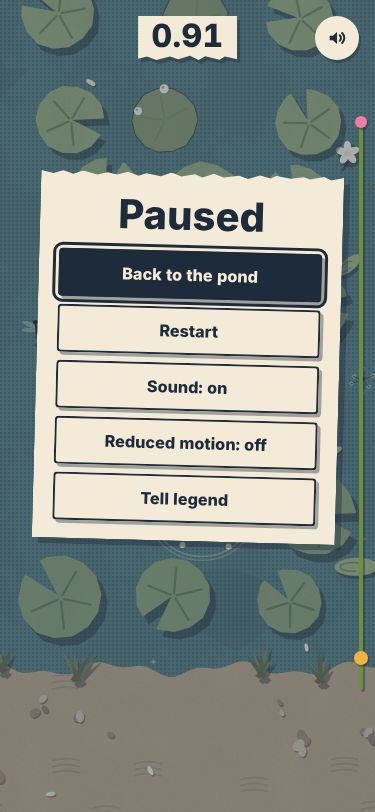 0.91
Paused
Back to the pond
Restart
Sound: on
Reduced motion: off
Tell legend